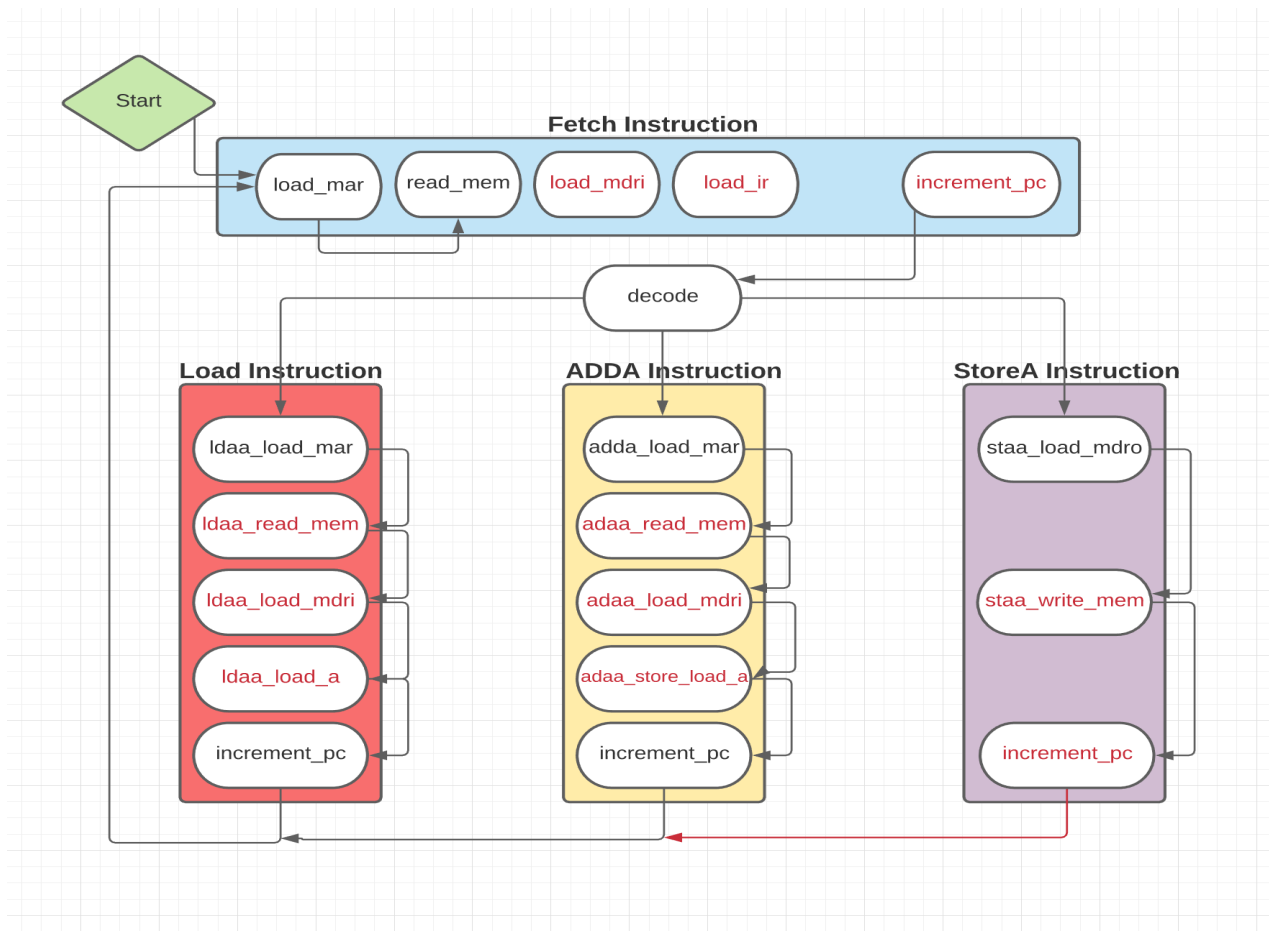 Start
Fetch Instruction
load_mar
read_mem
load_mdri
load_ir
increment_pc
decode
Load Instruction
ldaa_load_mar
ldaa_read_mem
ldaa_load_mdri
ldaa_load_a
increment_pc
ADDA Instruction
adda_load_mar
adaa_read_mem
adaa_load_mdri
adaa_store_load_a
increment_pc
StoreA Instruction
staa_load_mdro
staa_write_mem
increment_pc